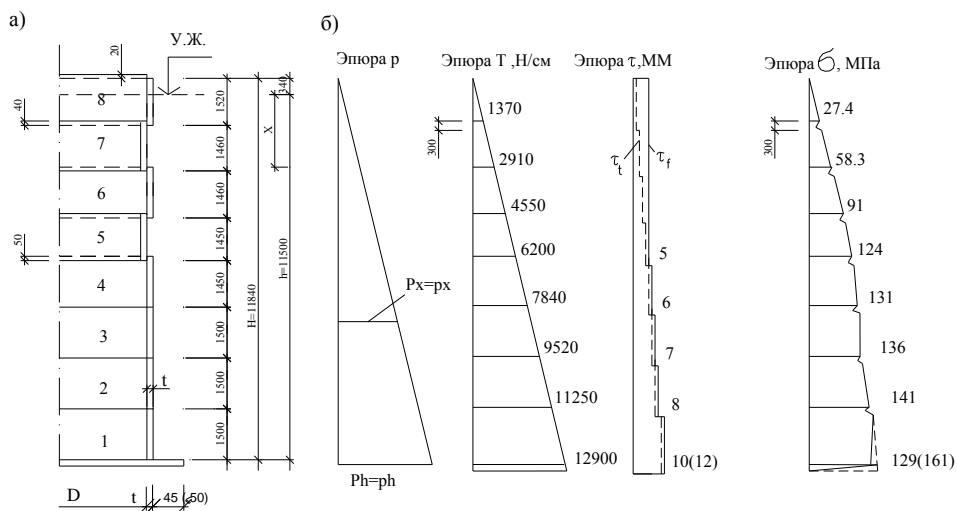 а)
б)
У.Ж.
20
340
Эпюра р
Эпюра Т ,Н/см
Эпюра τ,ММ
Эпюра б, МПа
8
1520
40
7
X
1460
6
1460
50
5
1450
4
1450
3
1500
2
t
1500
1
1500
H=11840
h=11500
D
t
45 (≤50)
Px=px
Ph=ph
300
1370
2910
4550
6200
7840
9520
11250
12900
τt
τf
5
6
7
8
10(12)
300
27.4
58.3
91
124
131
136
141
129(161)